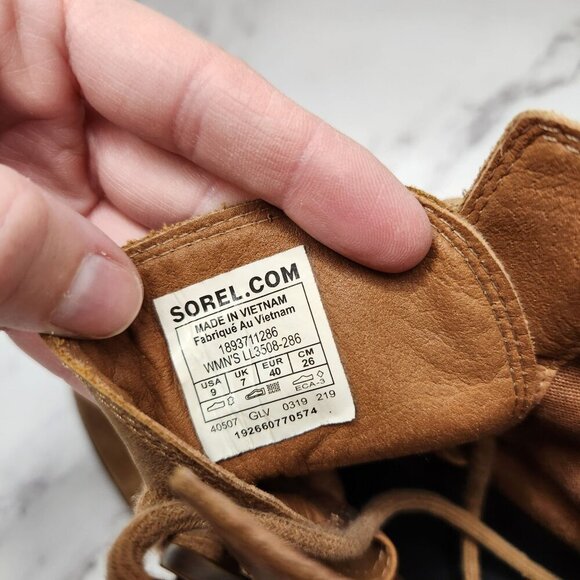 SOREL.COM
MADE IN VIETNAM
Fabriqué Au Vietnam
1893711286
WMN'S LL3508-286
USA UK EUR CM
9 7 40 26
ECA-3
40507 GLV 0319 219
192660770574